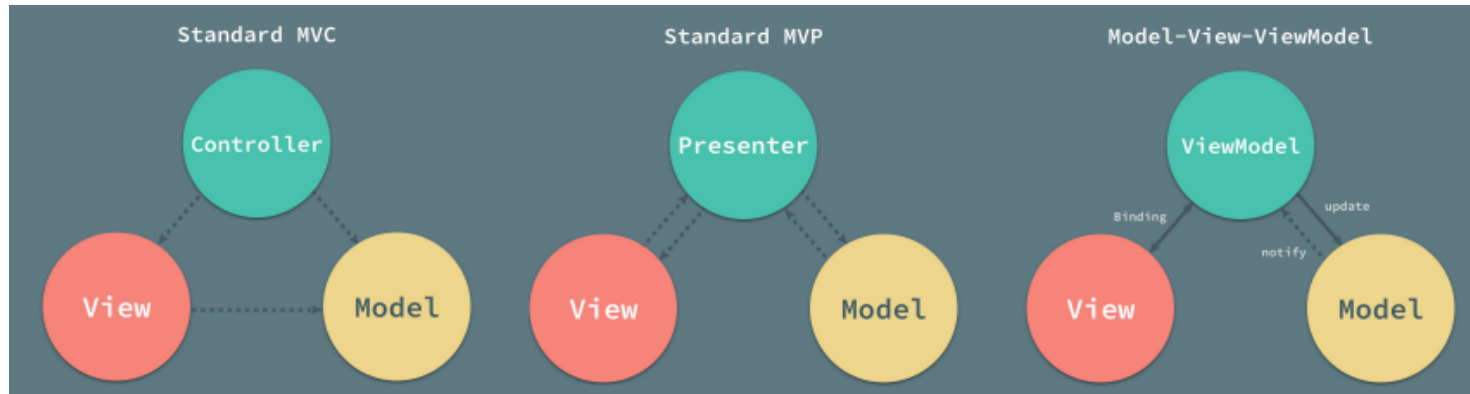 Standard MVC
Controller
View
Model
Standard MVP
Presenter
View
Model
Model-View-ViewModel
ViewModel
Binding
update
notify
View
Model